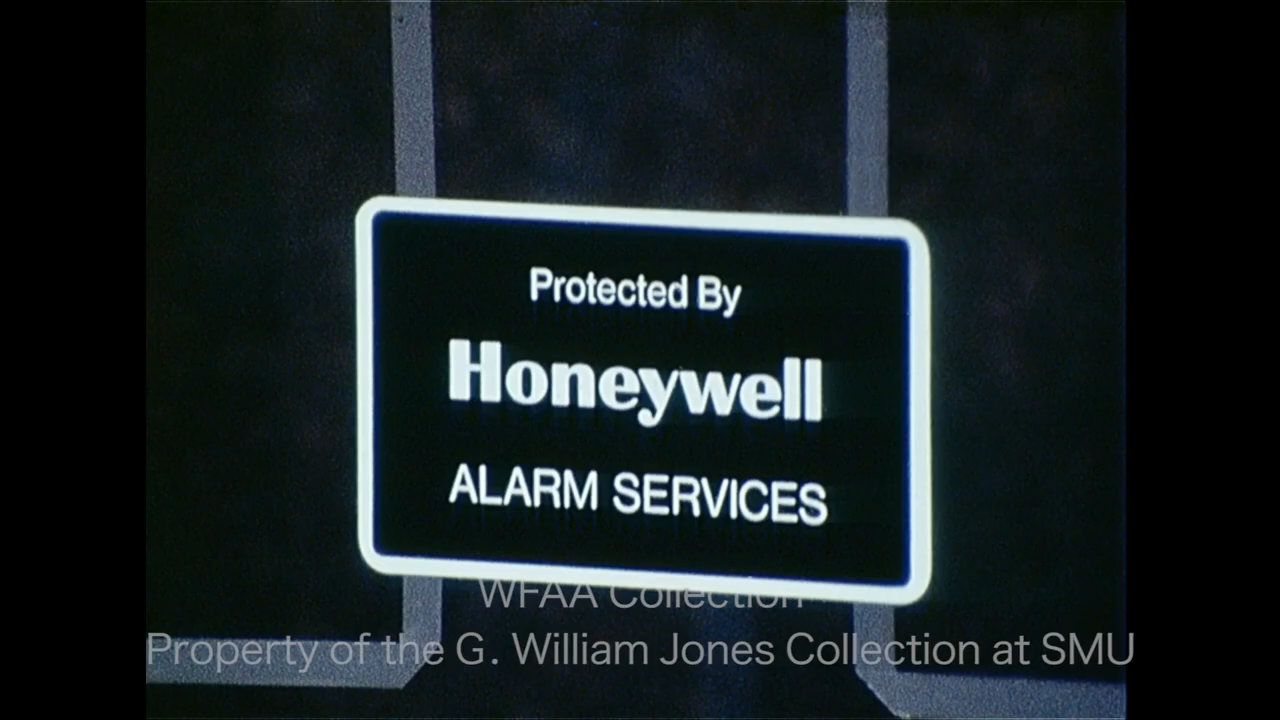 Protected By
Honeywell
ALARM SERVICES
WFAA Collection
Property of the G. William Jones Collection at SMU